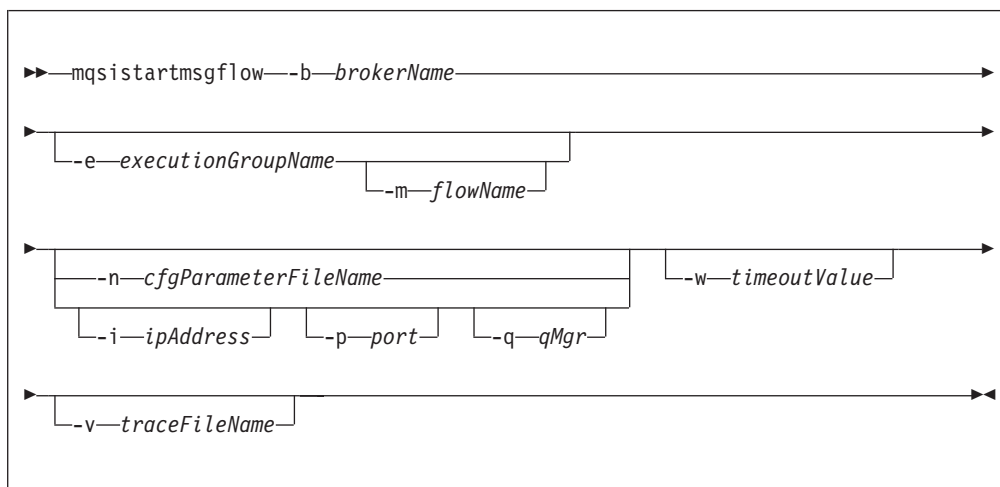 mqsistartmsgflow -b brokerName
-e executionGroupName
-m flowName
-n cfgParameterFileName
-w timeoutValue
-i ipAddress -p port -q qMgr
-v traceFileName